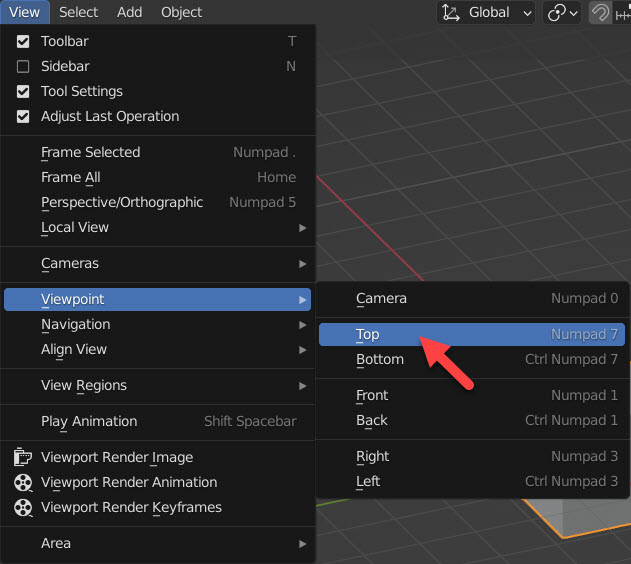 View Select Add Object Global
Toolbar T
Sidebar N
Tool Settings
Adjust Last Operation
Frame Selected Numpad .
Frame All Home
Perspective/Orthographic Numpad 5
Local View
Cameras
Viewpoint
Navigation
Align View
View Regions
Play Animation Shift Spacebar
Viewport Render Image
Viewport Render Animation
Viewport Render Keyframes
Area
Camera Numpad 0
Top Numpad 7
Bottom Ctrl Numpad 7
Front Numpad 1
Back Ctrl Numpad 1
Right Numpad 3
Left Ctrl Numpad 3